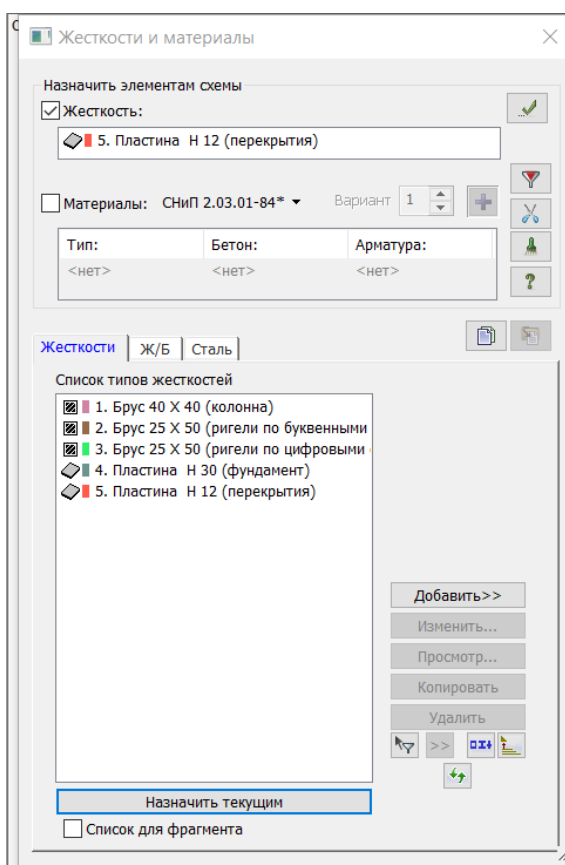 Жесткости и материалы
Назначить элементам схемы
Жесткость:
5. Пластина Н 12 (перекрытия)
Материалы: СНиП 2.03.01-84* Вариант 1
Тип: Бетон: Арматура:
<нет> <нет> <нет>
Жесткости Ж/Б Сталь
Список типов жесткостей
1. Брус 40 X 40 (колонна)
2. Брус 25 X 50 (ригели по буквенными
3. Брус 25 X 50 (ригели по цифровыми
4. Пластина Н 30 (фундамент)
5. Пластина Н 12 (перекрытия)
Добавить>>
Изменить...
Просмотр...
Копировать
Удалить
>>
Назначить текущим
Список для фрагмента